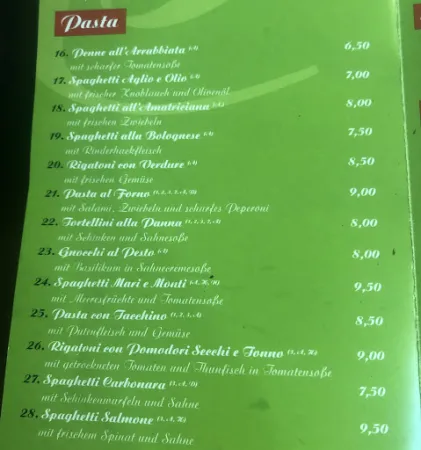 Pasta
16. Penne all'Arrabbiata 6,50
mit scharfer Tomatensoße
17. Spaghetti Aglio e Olio 7,00
mit frischer Knoblauch und Olivenöl
18. Spaghetti all'Amatriciana 8,00
mit frischen Zwiebeln
19. Spaghetti alla Bolognese 7,50
mit Rinderhackfleisch
20. Rigatoni con Verdure 8,50
mit frischen Gemüse
21. Pasta al Forno 9,00
mit Salami, Zwiebeln und scharfes Peperoni
22. Tortellini alla Panna 8,00
mit Schinken und Sahnesoße
23. Gnocchi al Pesto 8,00
mit Basilikum in Sahnecremesoße
24. Spaghetti Mari e Monti 9,50
mit Meeresfrüchte und Tomatensoße
25. Pasta con Tacchino 8,50
mit Putenfleisch und Gemüse
26. Rigatoni con Pomodori Secchi e Tonno 9,00
mit getrockneten Tomaten und Thunfisch in Tomatensoße
27. Spaghetti Carbonara 7,50
mit Schinkenwürfeln und Sahne
28. Spaghetti Salmone 9,50
mit frischem Spinat und Sahne